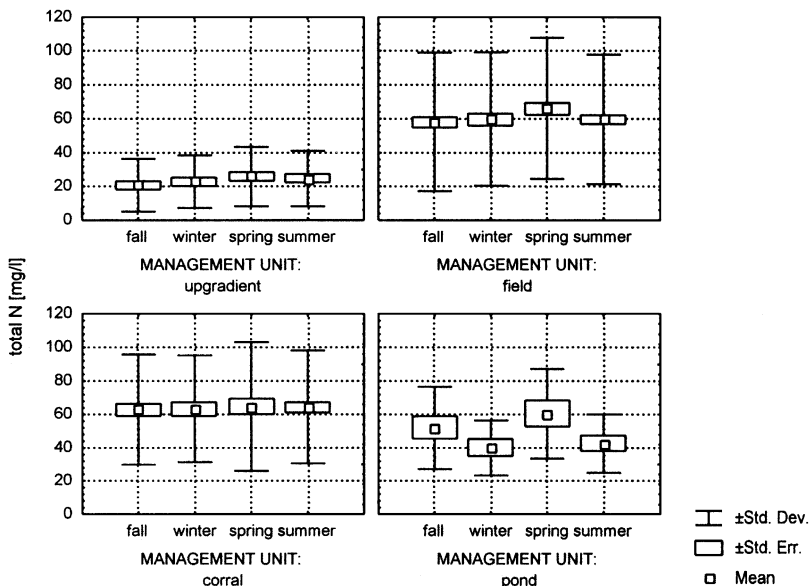 120
100
80
60
40
20
0
fall winter spring summer
MANAGEMENT UNIT:
upgradient
fall winter spring summer
MANAGEMENT UNIT:
field
total N [mg/l]
120
100
80
60
40
20
0
fall winter spring summer
MANAGEMENT UNIT:
corral
fall winter spring summer
MANAGEMENT UNIT:
pond
±Std. Dev.
±Std. Err.
Mean